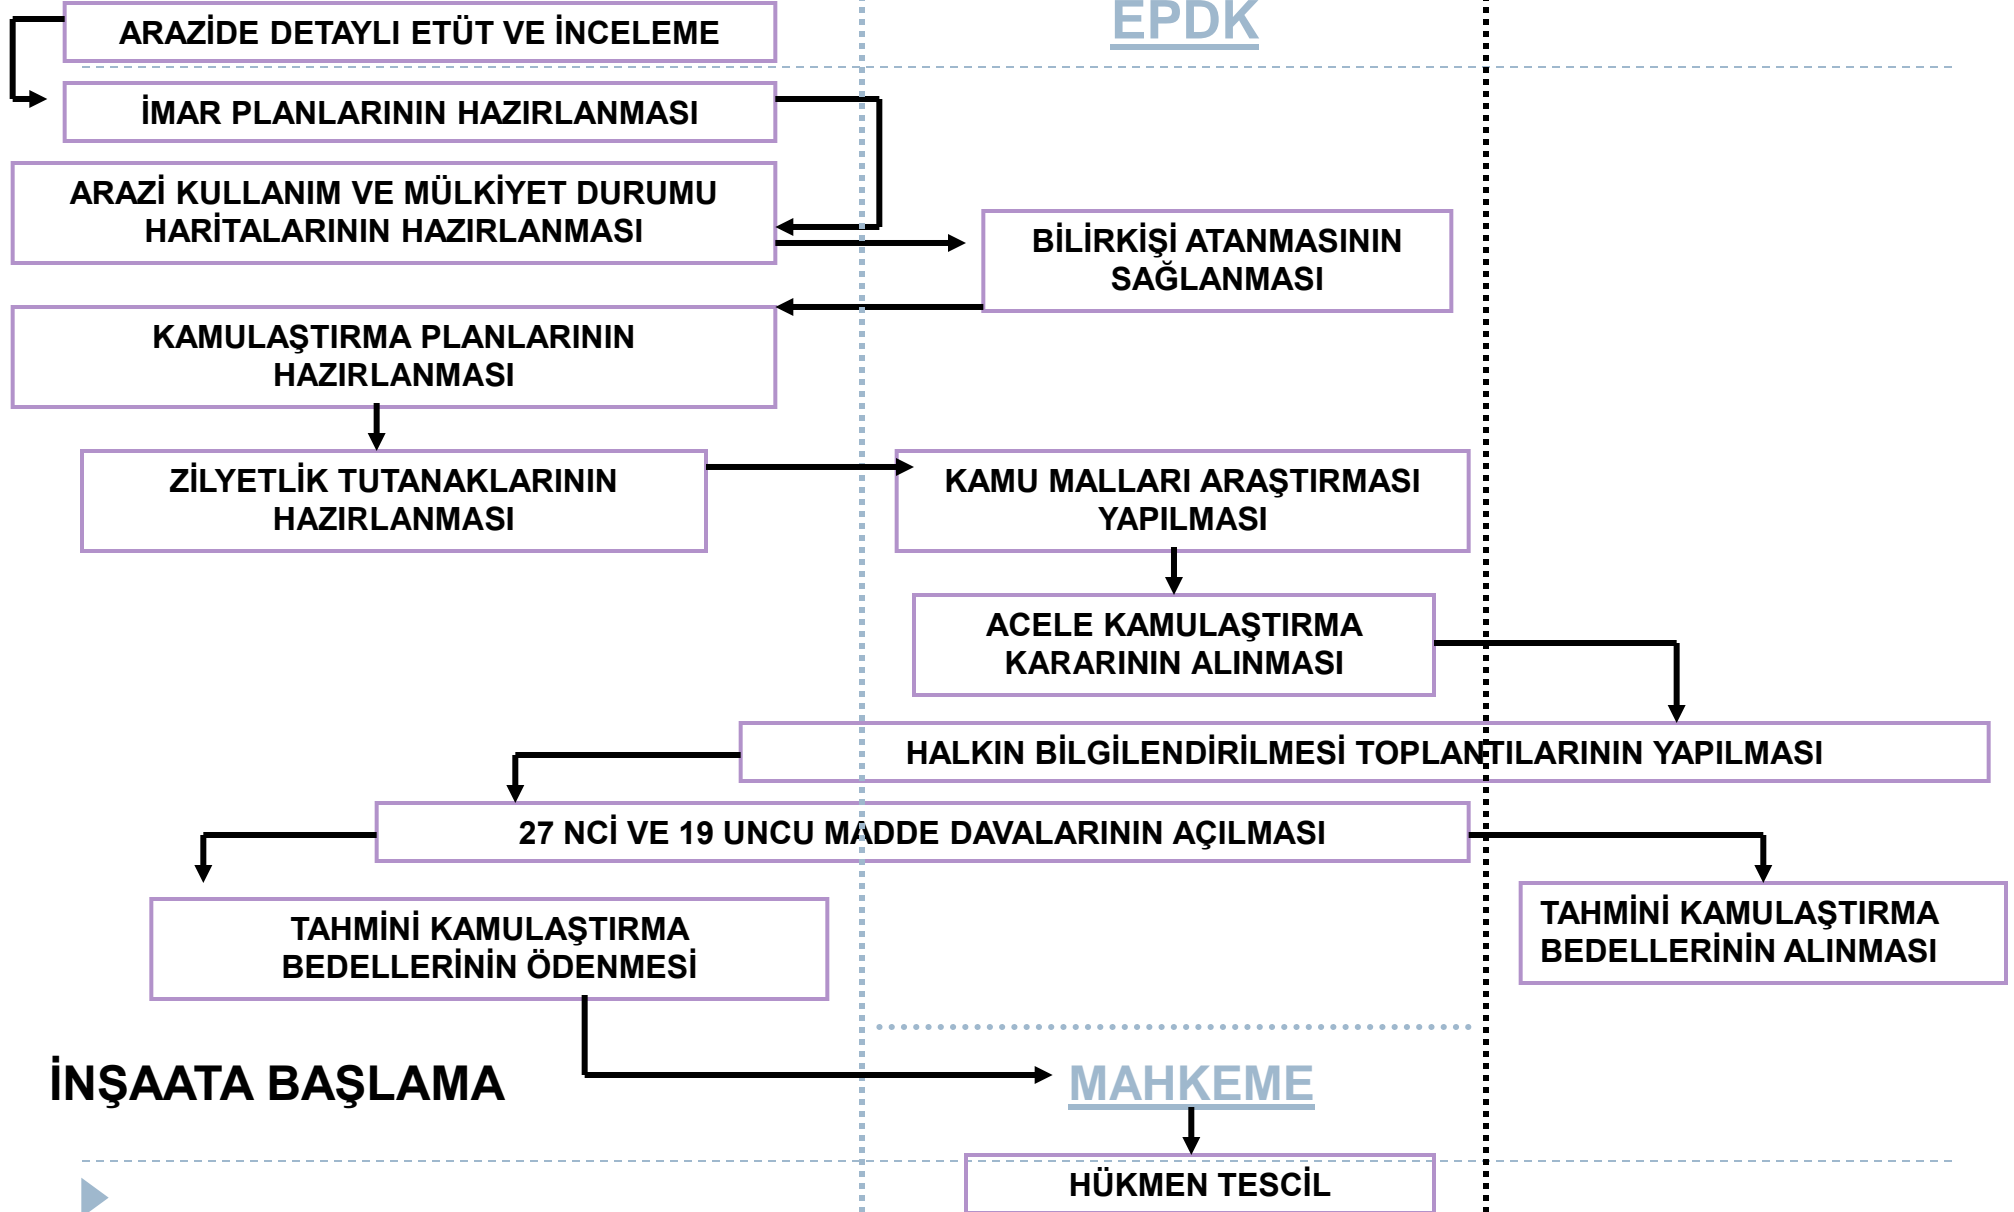 EPDK
ARAZİDE DETAYLI ETÜT VE İNCELEME
İMAR PLANLARININ HAZIRLANMASI
ARAZİ KULLANIM VE MÜLKİYET DURUMU
HARİTALARININ HAZIRLANMASI
BİLİRKİŞİ ATANMASININ
SAĞLANMASI
KAMULAŞTIRMA PLANLARININ
HAZIRLANMASI
ZİLYETLİK TUTANAKLARININ
HAZIRLANMASI
KAMU MALLARI ARAŞTIRMASI
YAPILMASI
ACELE KAMULAŞTIRMA
KARARININ ALINMASI
HALKIN BİLGİLENDİRİLMESİ TOPLANTILARININ YAPILMASI
27 NCİ VE 19 UNCU MADDE DAVALARININ AÇILMASI
TAHMİNİ KAMULAŞTIRMA
BEDELLERİNİN ÖDENMESİ
TAHMİNİ KAMULAŞTIRMA
BEDELLERİNİN ALINMASI
İNŞAATA BAŞLAMA
MAHKEME
HÜKMEN TESCİL